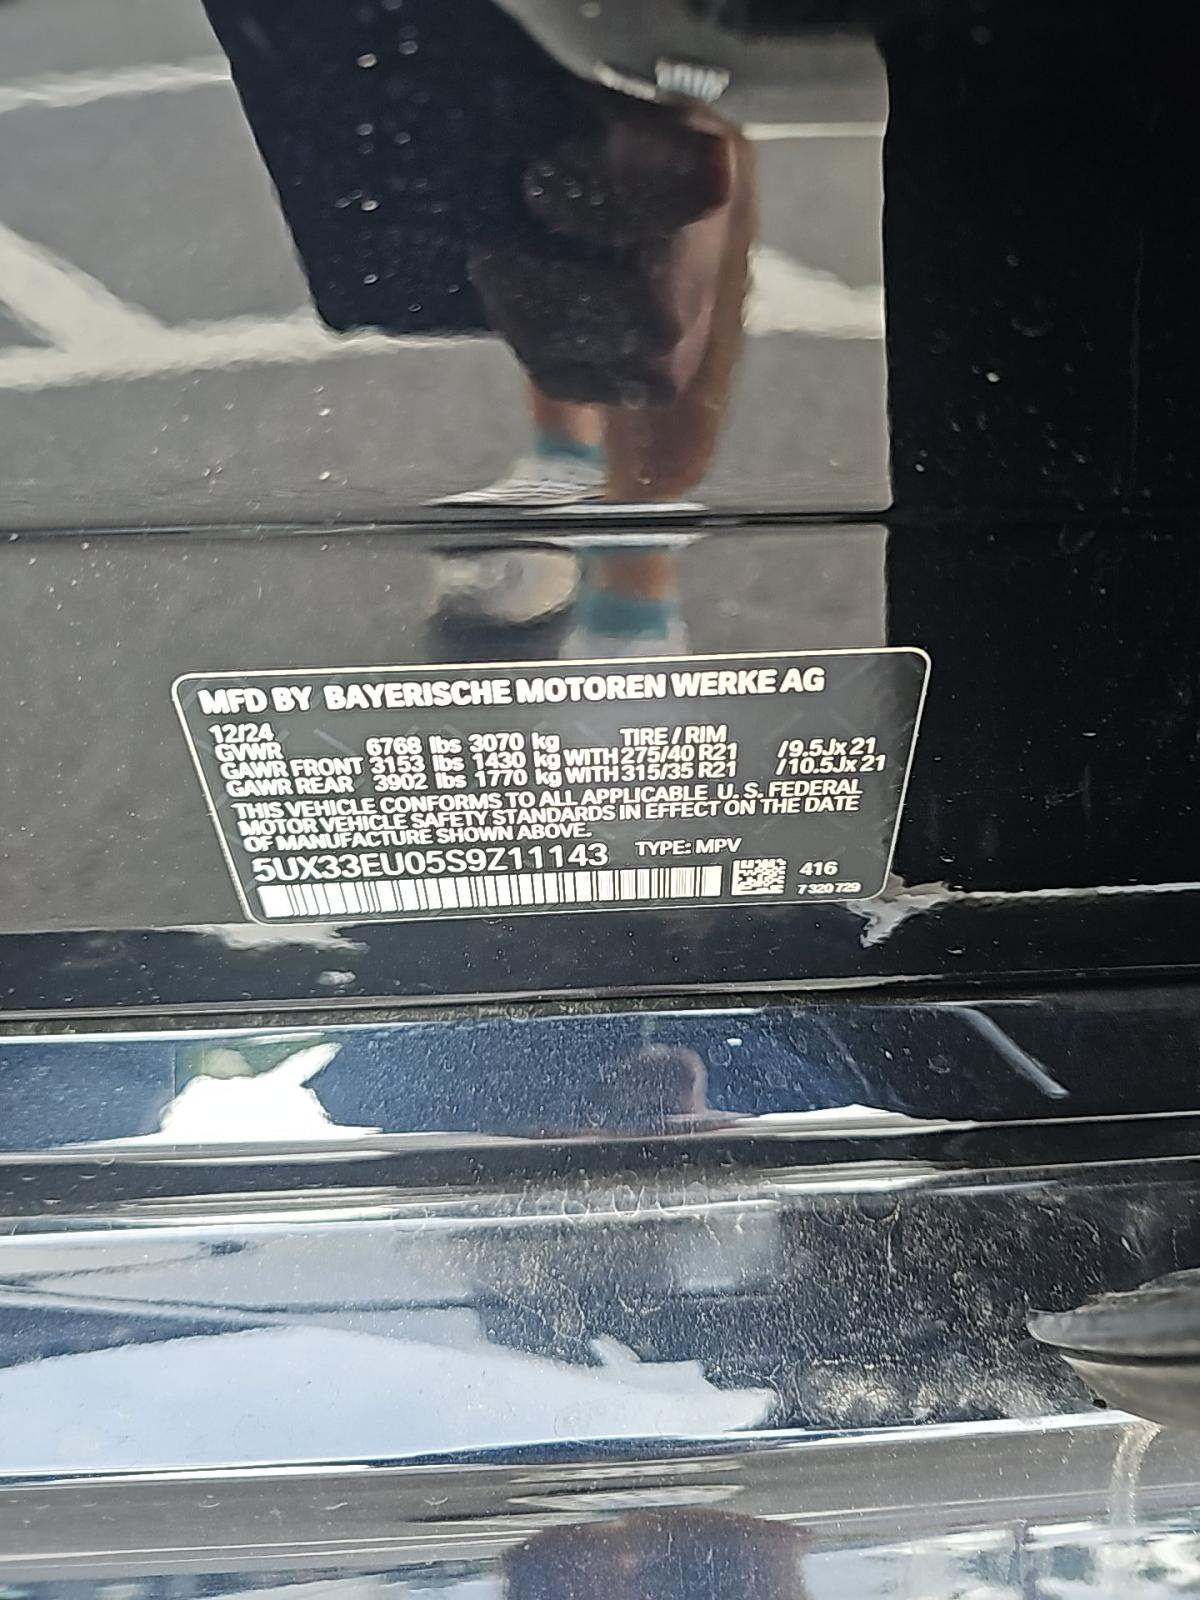 MFD BY BAYERISCHE MOTOREN WERKE AG
12/24 TIRE / RIM
GVWR 6768 lbs 3070 kg
GAWR FRONT 3153 lbs 1430 kg WITH 275/40 R21 /9.5Jx21
GAWR REAR 3902 lbs 1770 kg WITH 315/35 R21 /10.5Jx21
THIS VEHICLE CONFORMS TO ALL APPLICABLE U. S. FEDERAL
MOTOR VEHICLE SAFETY STANDARDS IN EFFECT ON THE DATE
OF MANUFACTURE SHOWN ABOVE.
5UX33EU05S9Z11143 TYPE: MPV
416
7 320 729